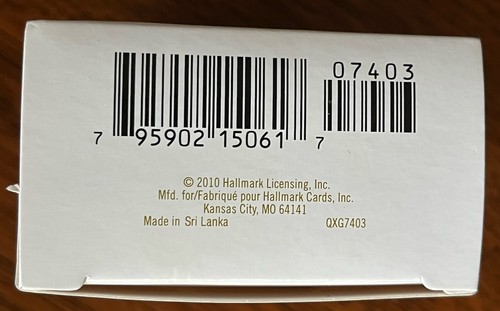 07403
7 95902 15061 7
© 2010 Hallmark Licensing, Inc.
Mfd. for/Fabriqué pour Hallmark Cards, Inc.
Kansas City, MO 64141
Made in Sri Lanka QXG7403